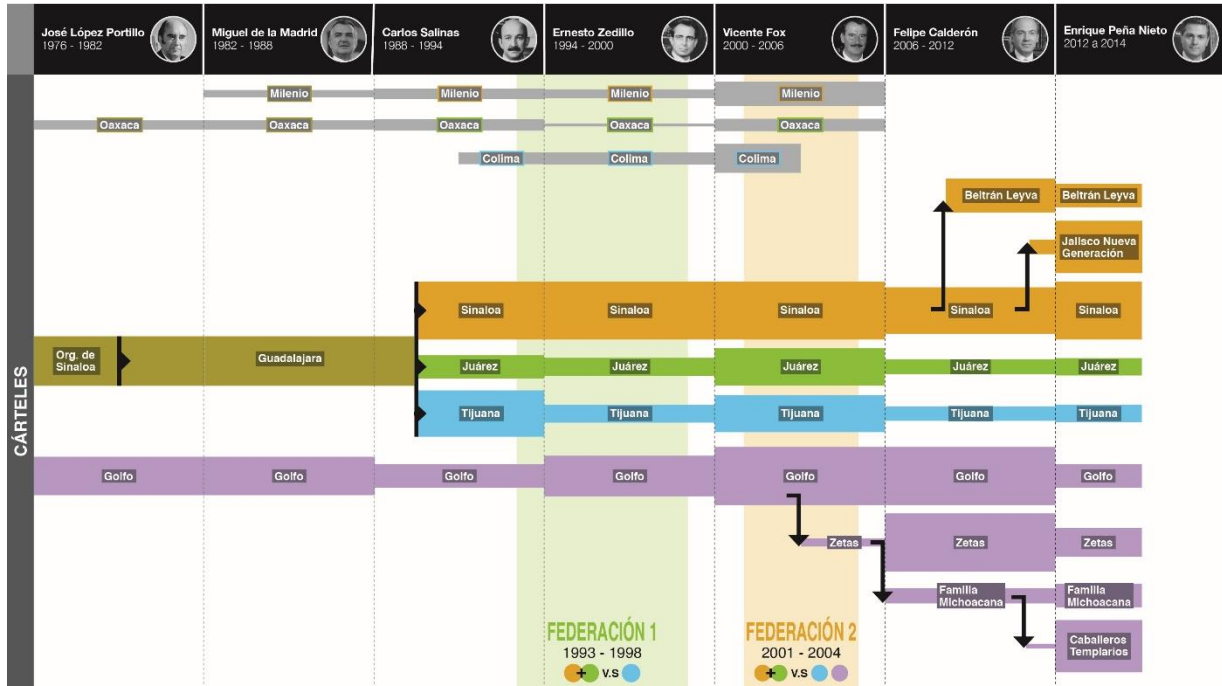 José López Portillo
1976 - 1982
Miguel de la Madrid
1982 - 1988
Carlos Salinas
1988 - 1994
Ernesto Zedillo
1994 - 2000
Vicente Fox
2000 - 2006
Felipe Calderón
2006 - 2012
Enrique Peña Nieto
2012 a 2014
CÁRTELES
Milenio Milenio Milenio Milenio
Oaxaca Oaxaca Oaxaca Oaxaca Oaxaca
Colima Colima Colima
Beltrán Leyva Beltrán Leyva
Jalisco Nueva
Generación
Sinaloa Sinaloa Sinaloa Sinaloa Sinaloa
Org. de
Sinaloa
Guadalajara
Juárez Juárez Juárez Juárez Juárez
Tijuana Tijuana Tijuana Tijuana Tijuana
Golfo Golfo Golfo Golfo Golfo Golfo Golfo
Zetas Zetas Zetas
Familia
Michoacana
Familia
Michoacana
Caballeros
Templarios
FEDERACIÓN 1
1993 - 1998
+ v.s
FEDERACIÓN 2
2001 - 2004
+ v.s